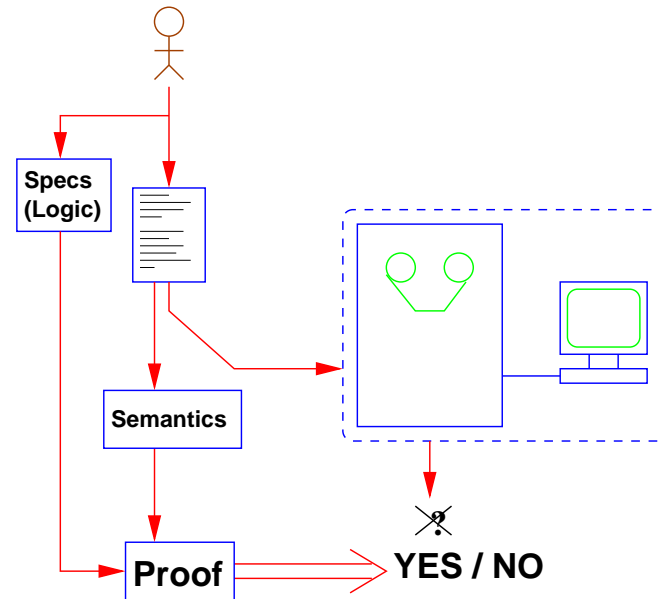 Specs
(Logic)
Semantics
?
YES / NO
Proof